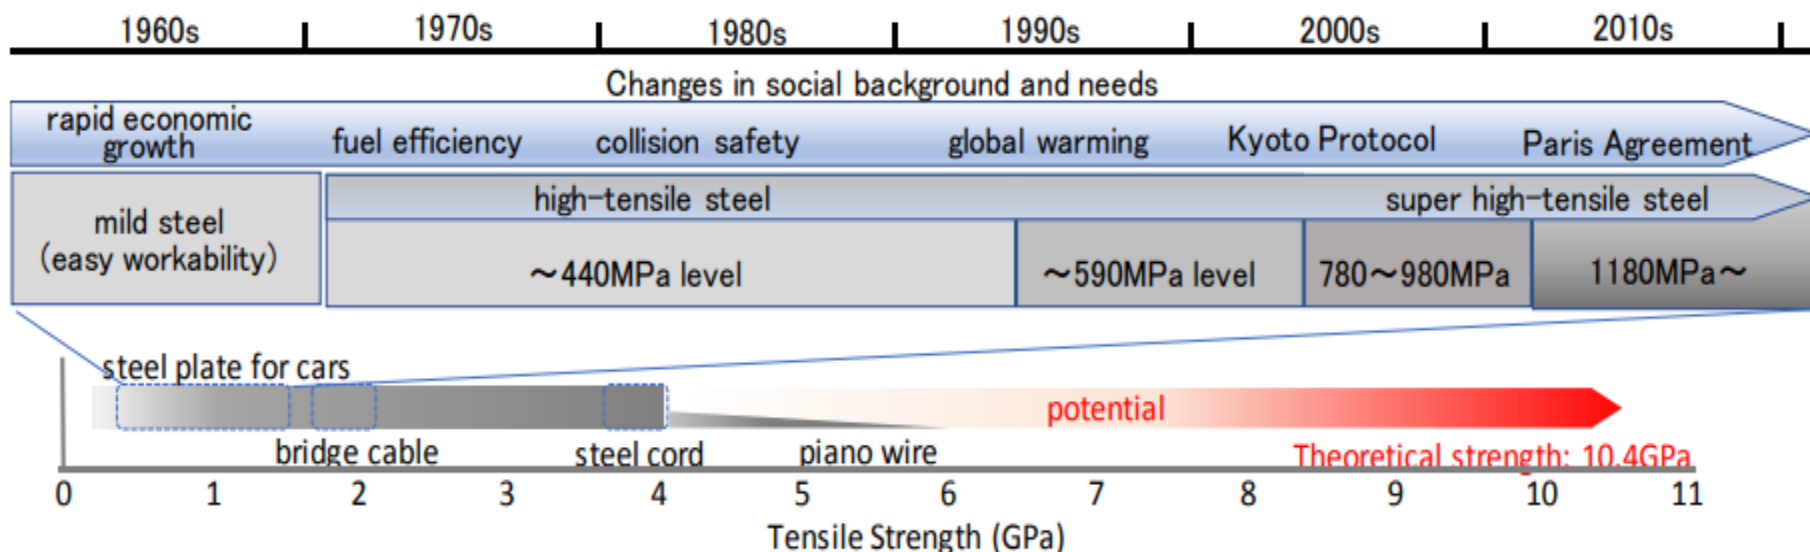 1960s 1970s 1980s 1990s 2000s 2010s
Changes in social background and needs
rapid economic
growth
fuel efficiency
collision safety
global warming
Kyoto Protocol
Paris Agreement
high-tensile steel
super high-tensile steel
mild steel
(easy workability)
～440MPa level
～590MPa level
780～980MPa
1180MPa～
steel plate for cars
potential
bridge cable
steel cord
piano wire
Theoretical strength: 10.4GPa
0 1 2 3 4 5 6 7 8 9 10 11
Tensile Strength (GPa)